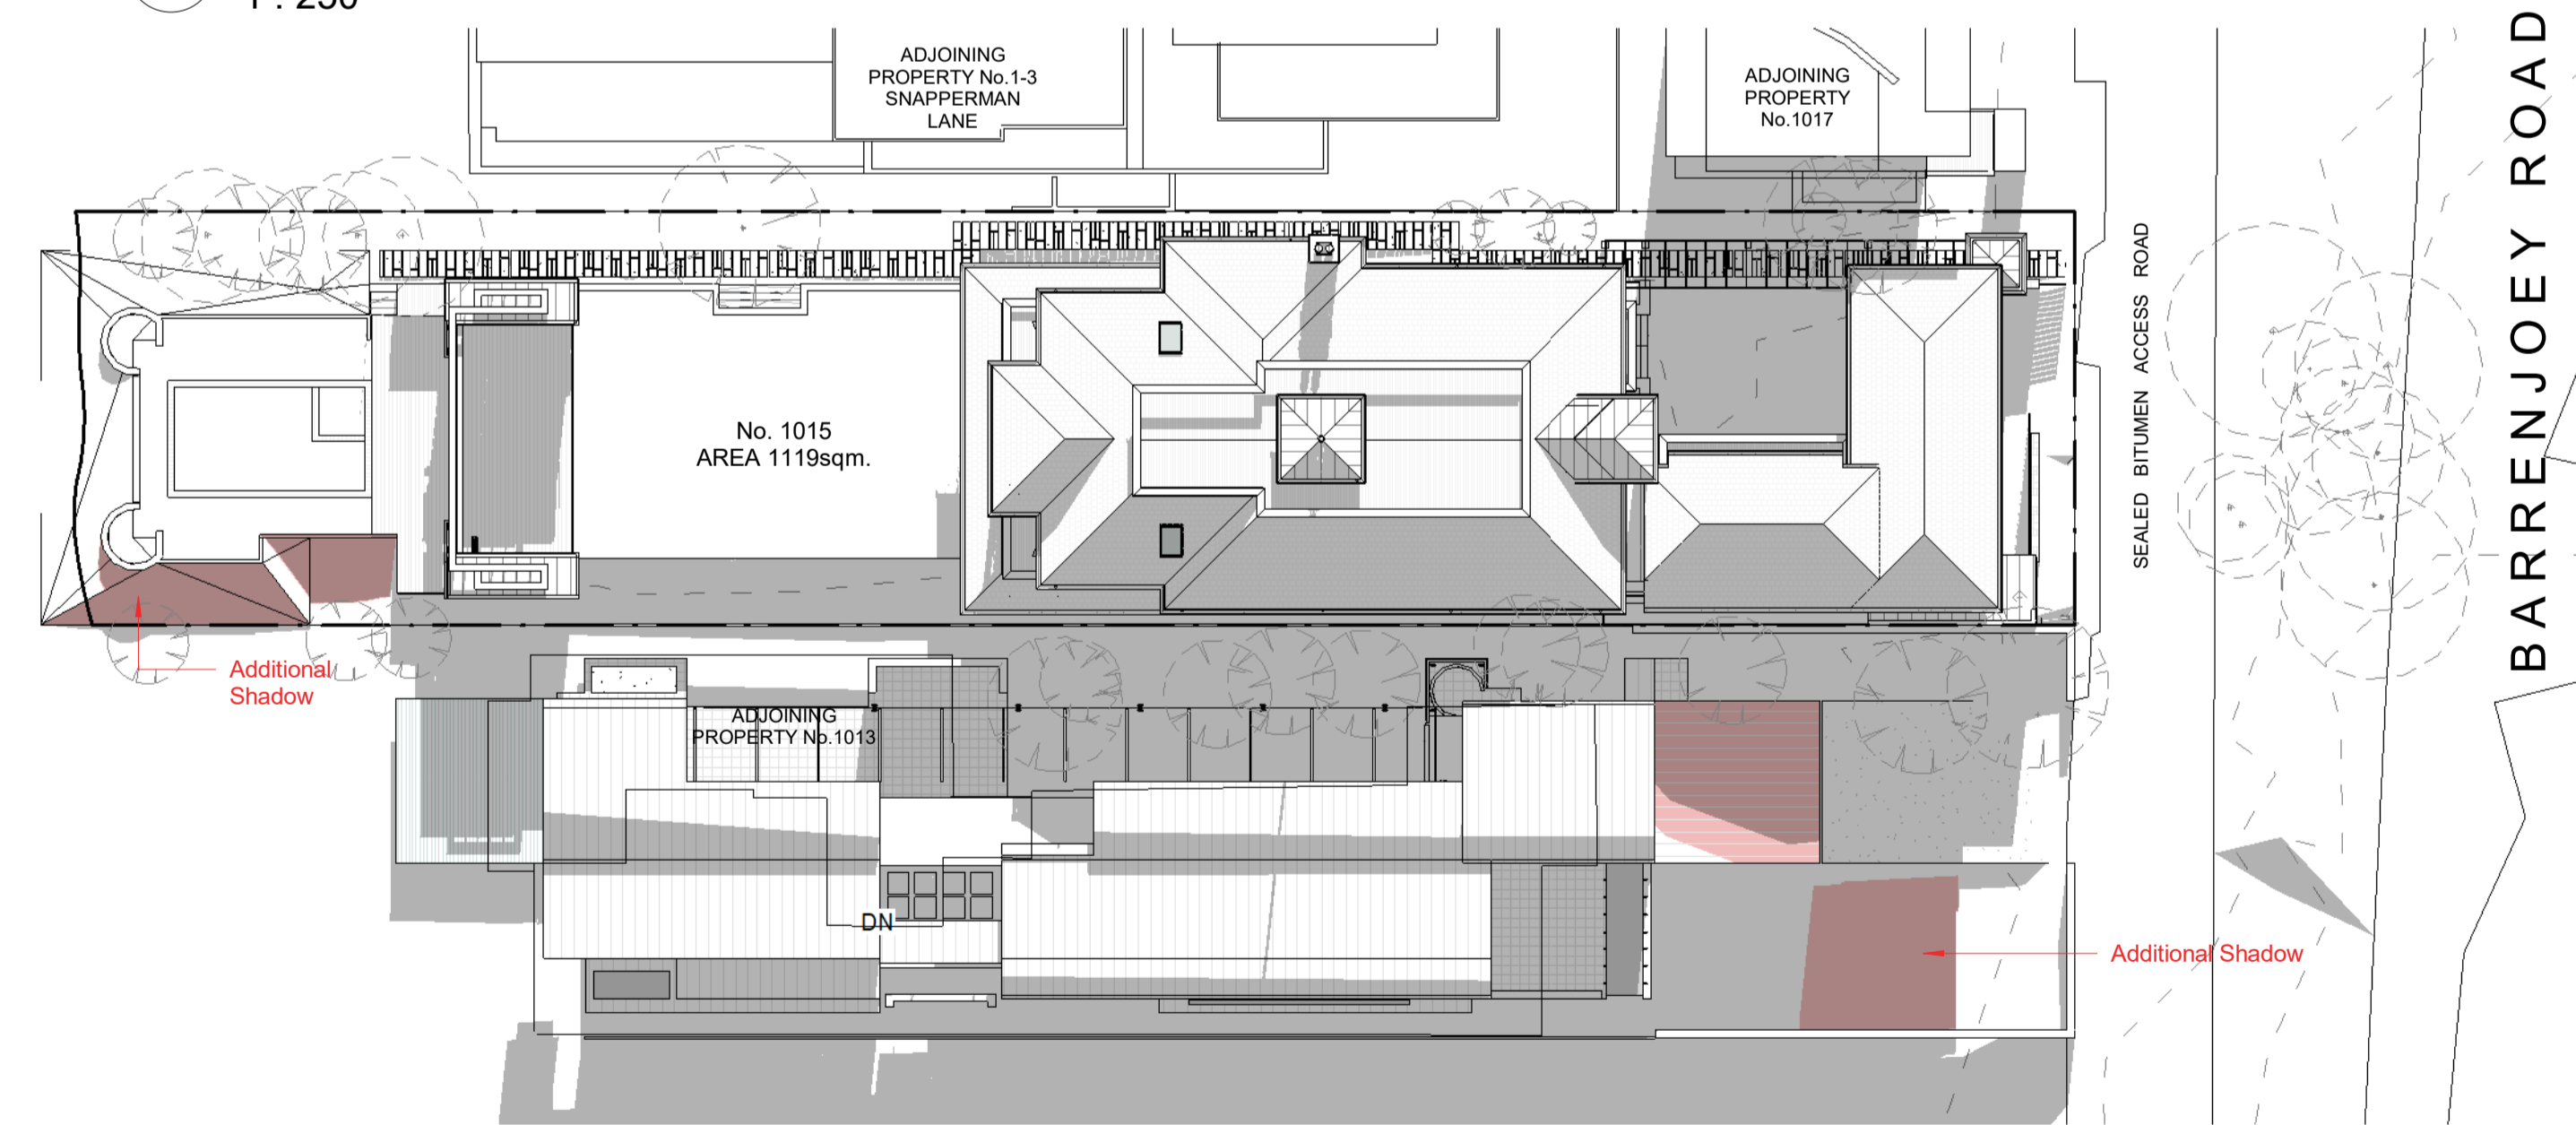 1 : 250
ADJOINING
PROPERTY No.1-3
SNAPPERMAN
LANE
ADJOINING
PROPERTY
No.1017
BARRENJOEY ROAD
SEALED BITUMEN ACCESS ROAD
No. 1015
AREA 1119sqm.
Additional
Shadow
ADJOINING
PROPERTY No.1013
DN
Additional Shadow